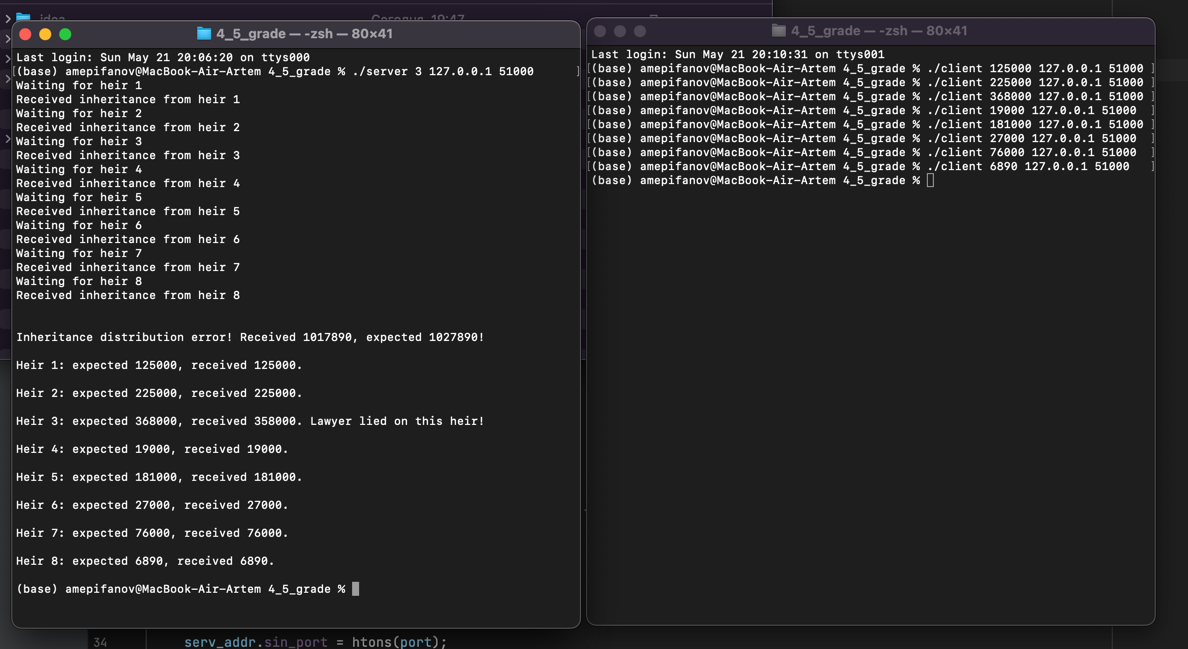 idea
Сегодня, 19:47
4_5_grade — -zsh — 80×41
Last login: Sun May 21 20:06:20 on ttys000
[(base) amepifanov@MacBook-Air-Artem 4_5_grade % ./server 3 127.0.0.1 51000 ]
Waiting for heir 1
Received inheritance from heir 1
Waiting for heir 2
Received inheritance from heir 2
Waiting for heir 3
Received inheritance from heir 3
Waiting for heir 4
Received inheritance from heir 4
Waiting for heir 5
Received inheritance from heir 5
Waiting for heir 6
Received inheritance from heir 6
Waiting for heir 7
Received inheritance from heir 7
Waiting for heir 8
Received inheritance from heir 8
Inheritance distribution error! Received 1017890, expected 1027890!
Heir 1: expected 125000, received 125000.
Heir 2: expected 225000, received 225000.
Heir 3: expected 368000, received 358000. Lawyer lied on this heir!
Heir 4: expected 19000, received 19000.
Heir 5: expected 181000, received 181000.
Heir 6: expected 27000, received 27000.
Heir 7: expected 76000, received 76000.
Heir 8: expected 6890, received 6890.
(base) amepifanov@MacBook-Air-Artem 4_5_grade %
4_5_grade — -zsh — 80×41
Last login: Sun May 21 20:10:31 on ttys001
[(base) amepifanov@MacBook-Air-Artem 4_5_grade % ./client 125000 127.0.0.1 51000 ]
[(base) amepifanov@MacBook-Air-Artem 4_5_grade % ./client 225000 127.0.0.1 51000 ]
[(base) amepifanov@MacBook-Air-Artem 4_5_grade % ./client 368000 127.0.0.1 51000 ]
[(base) amepifanov@MacBook-Air-Artem 4_5_grade % ./client 19000 127.0.0.1 51000 ]
[(base) amepifanov@MacBook-Air-Artem 4_5_grade % ./client 181000 127.0.0.1 51000 ]
[(base) amepifanov@MacBook-Air-Artem 4_5_grade % ./client 27000 127.0.0.1 51000 ]
[(base) amepifanov@MacBook-Air-Artem 4_5_grade % ./client 76000 127.0.0.1 51000 ]
[(base) amepifanov@MacBook-Air-Artem 4_5_grade % ./client 6890 127.0.0.1 51000 ]
(base) amepifanov@MacBook-Air-Artem 4_5_grade %
34 serv_addr.sin_port = htons(port);